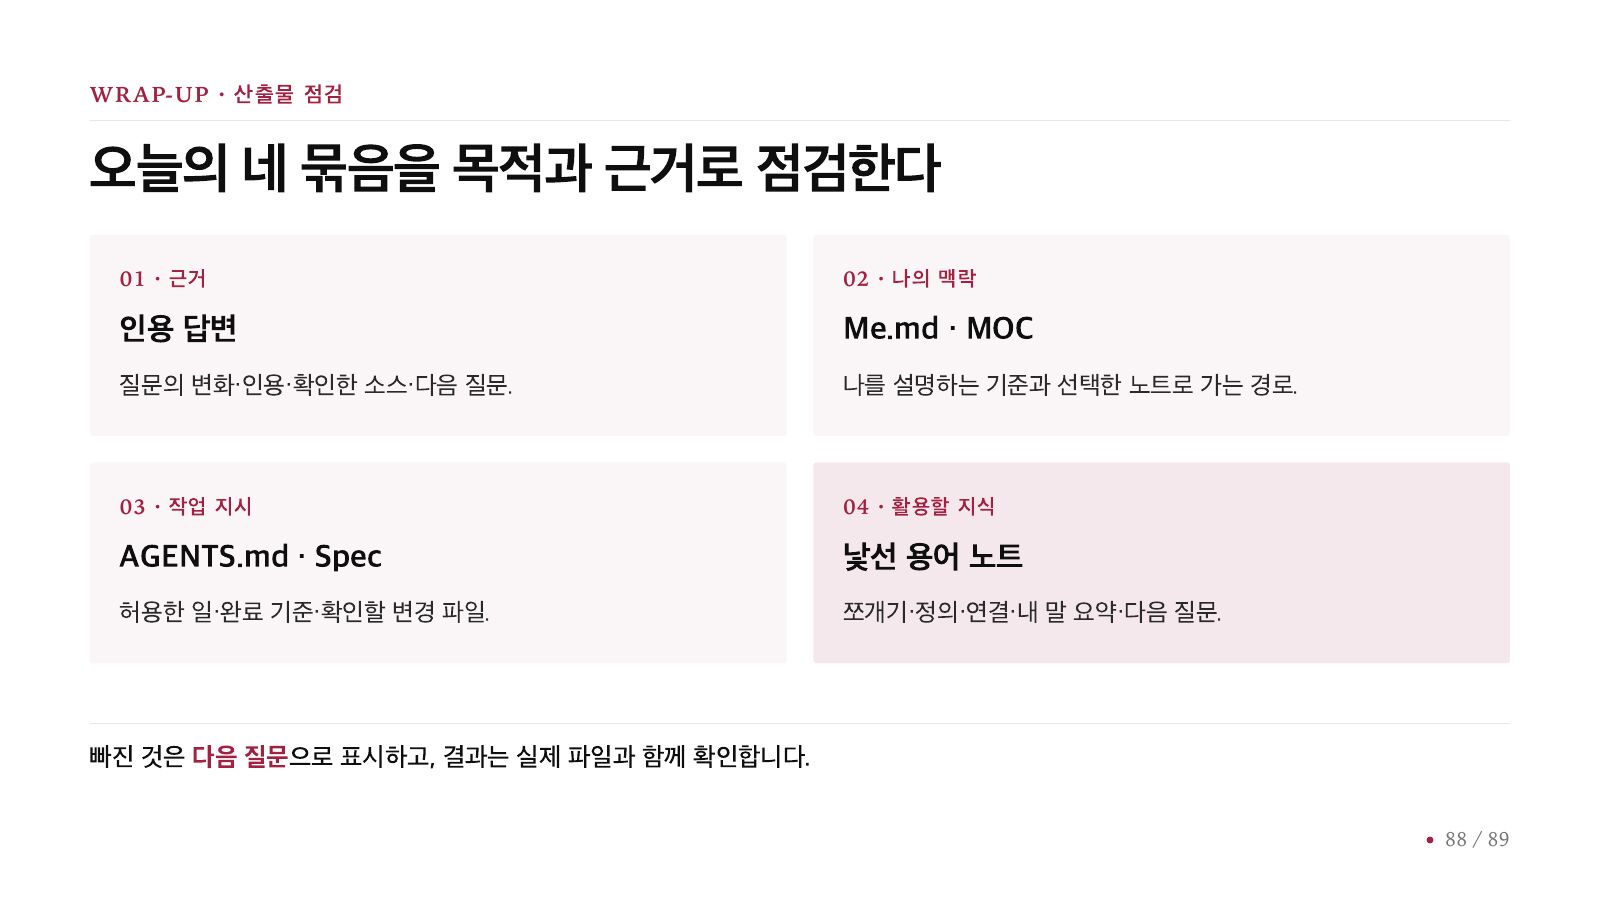 WRAP-UP · 산출물 점검
오늘의 네 묶음을 목적과 근거로 점검한다
01 · 근거
인용 답변
질문의 변화·인용·확인한 소스·다음 질문.
02 · 나의 맥락
Me.md · MOC
나를 설명하는 기준과 선택한 노트로 가는 경로.
03 · 작업 지시
AGENTS.md · Spec
허용한 일·완료 기준·확인할 변경 파일.
04 · 활용할 지식
낯선 용어 노트
쪼개기·정의·연결·내 말 요약·다음 질문.
빠진 것은 다음 질문으로 표시하고, 결과는 실제 파일과 함께 확인합니다.
88 / 89